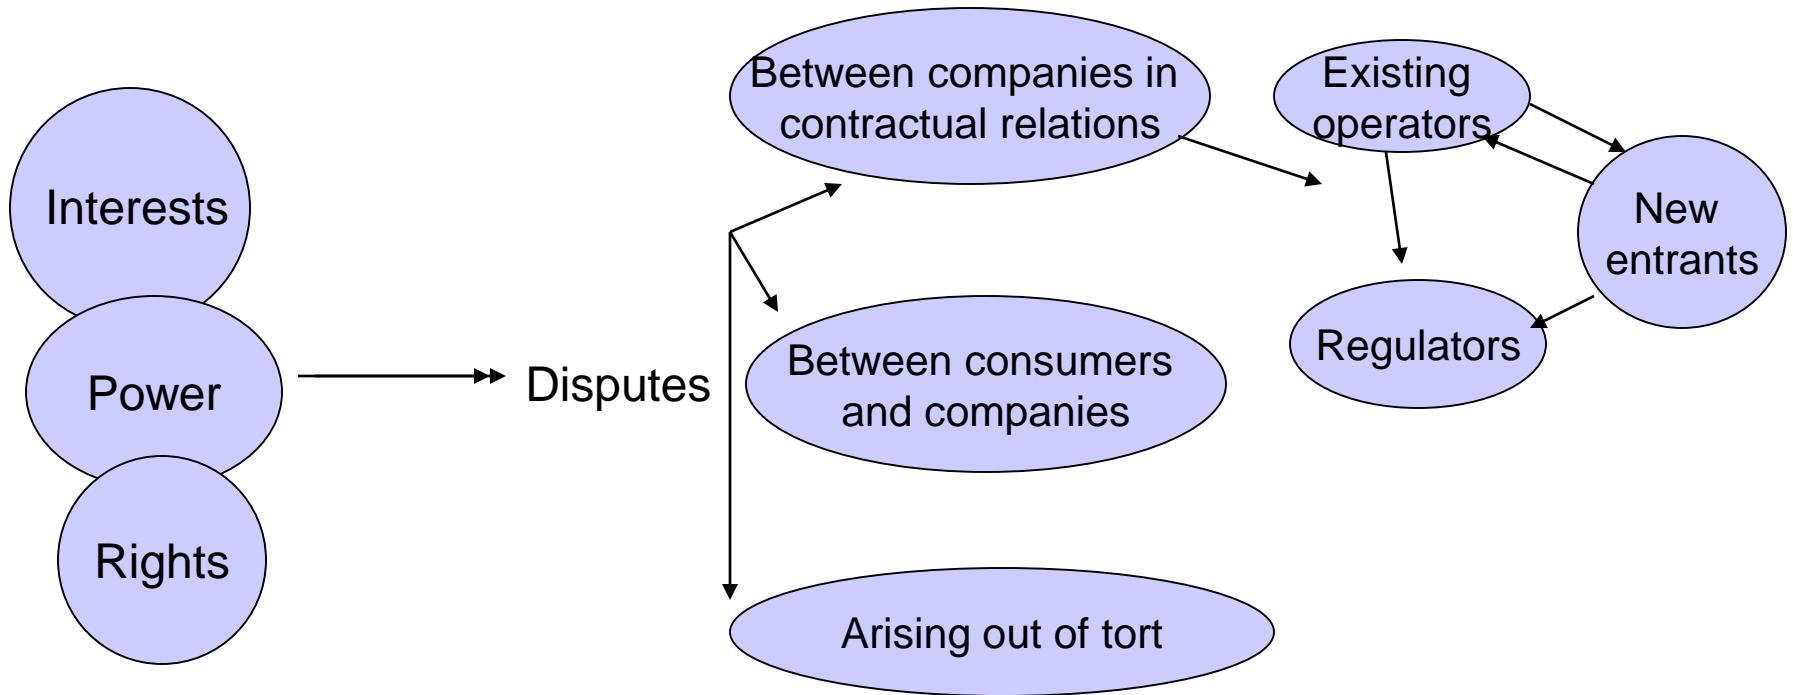 Interests
Power
Rights
Disputes
Between companies in
contractual relations
Between consumers
and companies
Arising out of tort
Existing
operators
New
entrants
Regulators